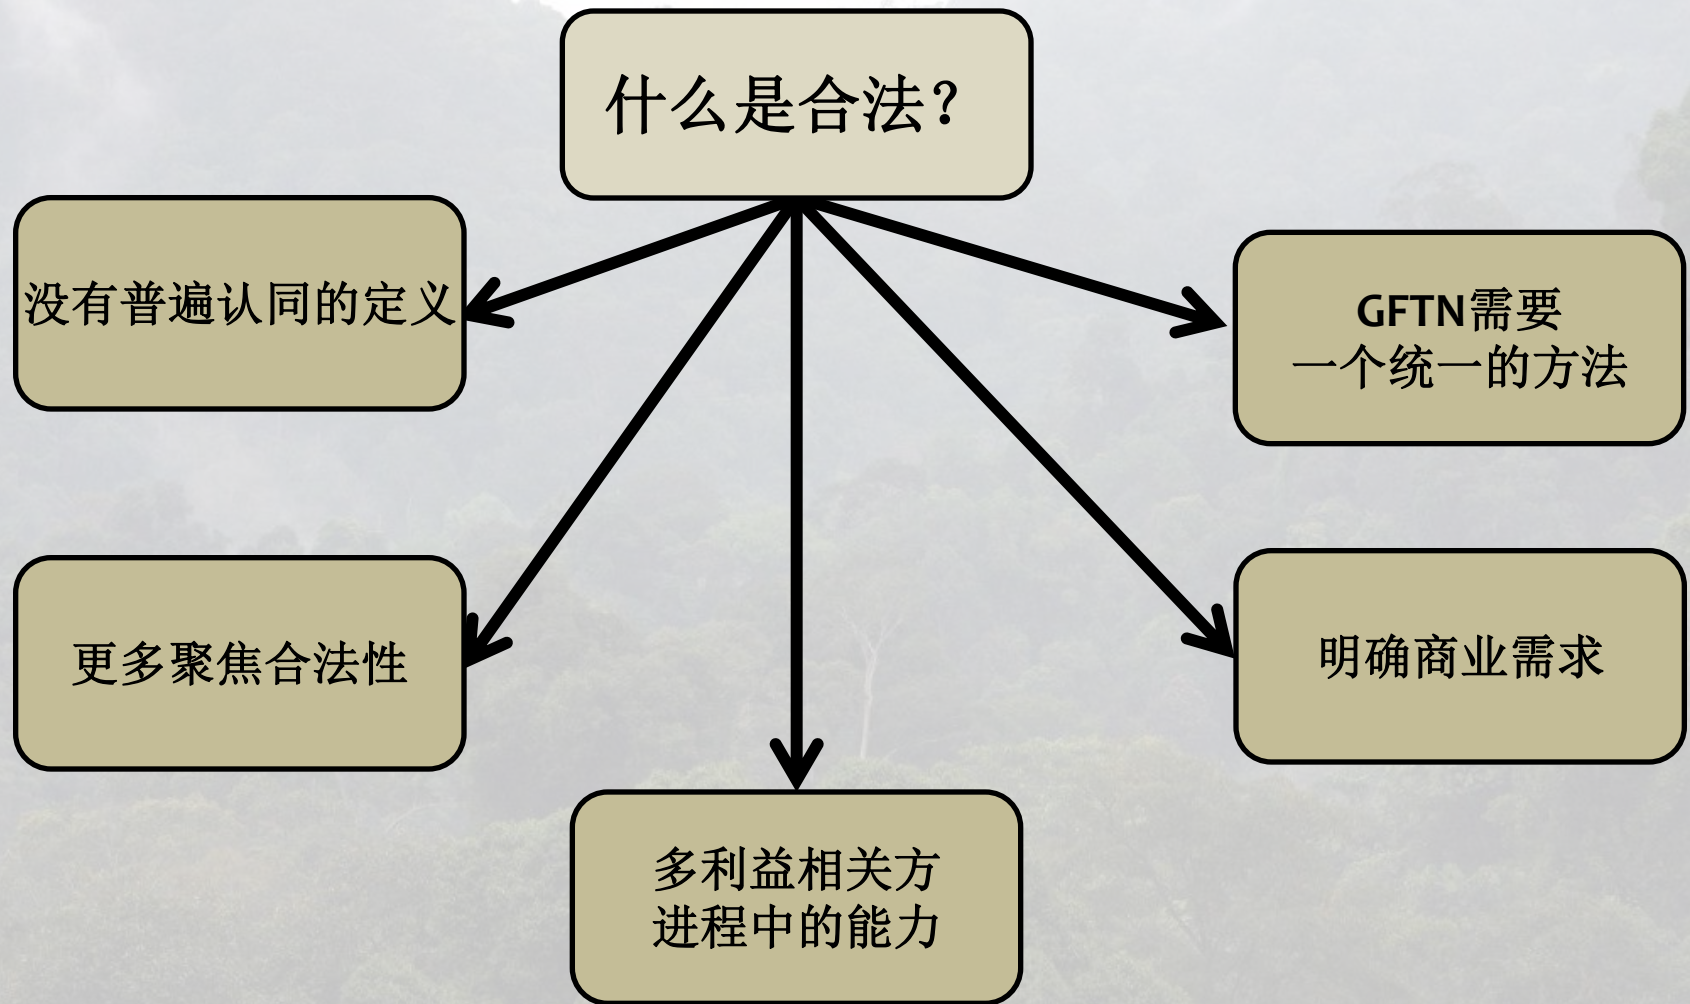 什么是合法？
没有普遍认同的定义
GFTN需要
一个统一的方法
更多聚焦合法性
明确商业需求
多利益相关方
进程中的能力